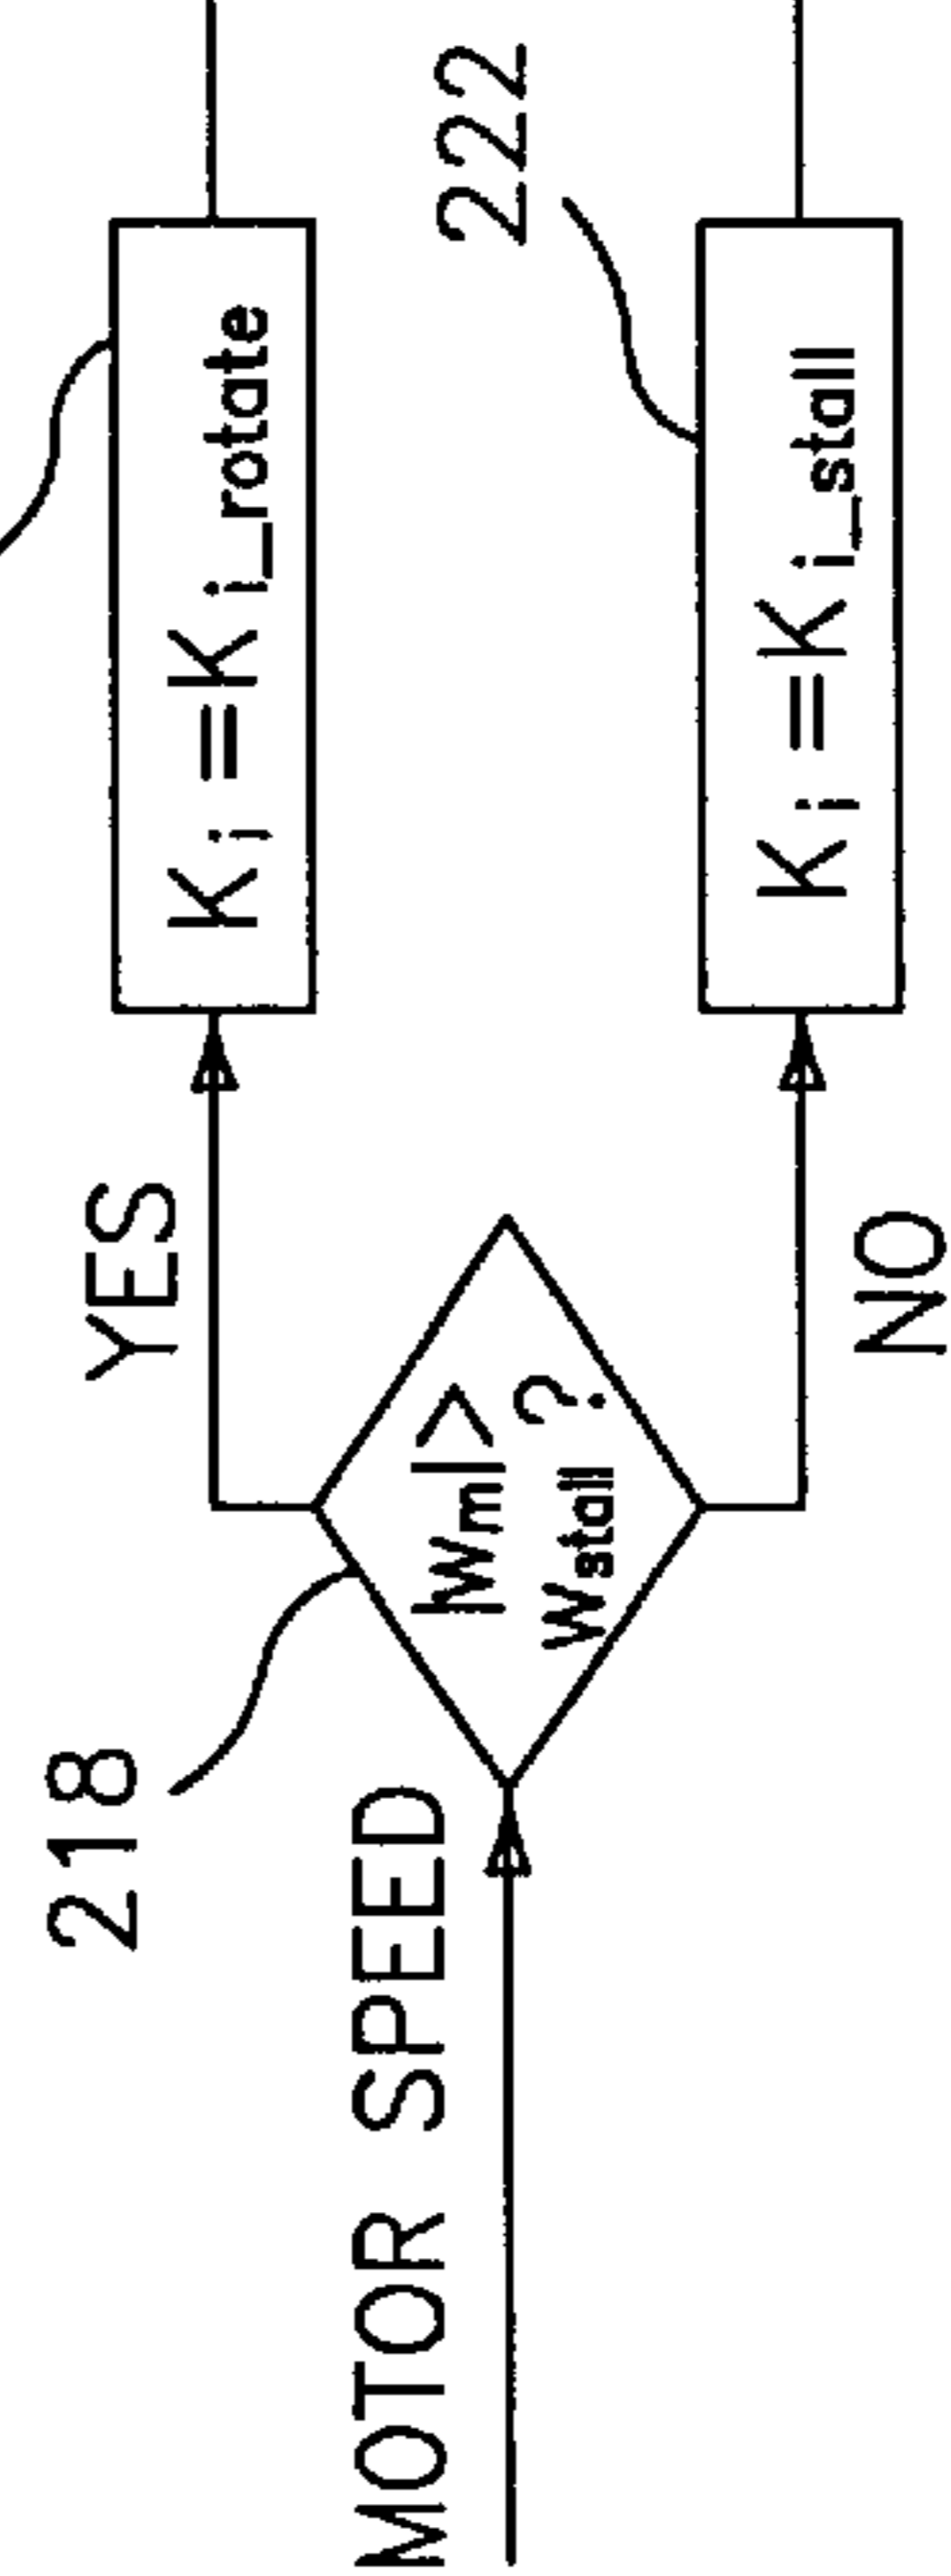 MOTOR SPEED
218
|Wm|>
Wstall ?
YES
Ki =Ki_rotate
NO
222
Ki =Ki_stall